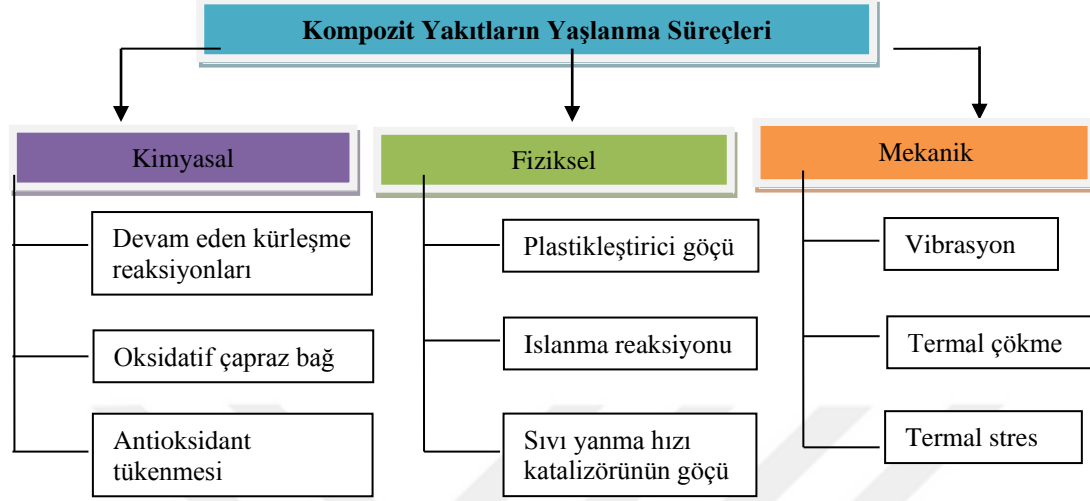 Kompozit Yakıtların Yaşlanma Süreçleri
Kimyasal
Devam eden kürleşme
reaksiyonları
Oksidatif çapraz bağ
Antioksidant
tükenmesi
Fiziksel
Plastikleştirici göçü
Islanma reaksiyonu
Sıvı yanma hızı
katalizörünün göçü
Mekanik
Vibrasyon
Termal çökme
Termal stres